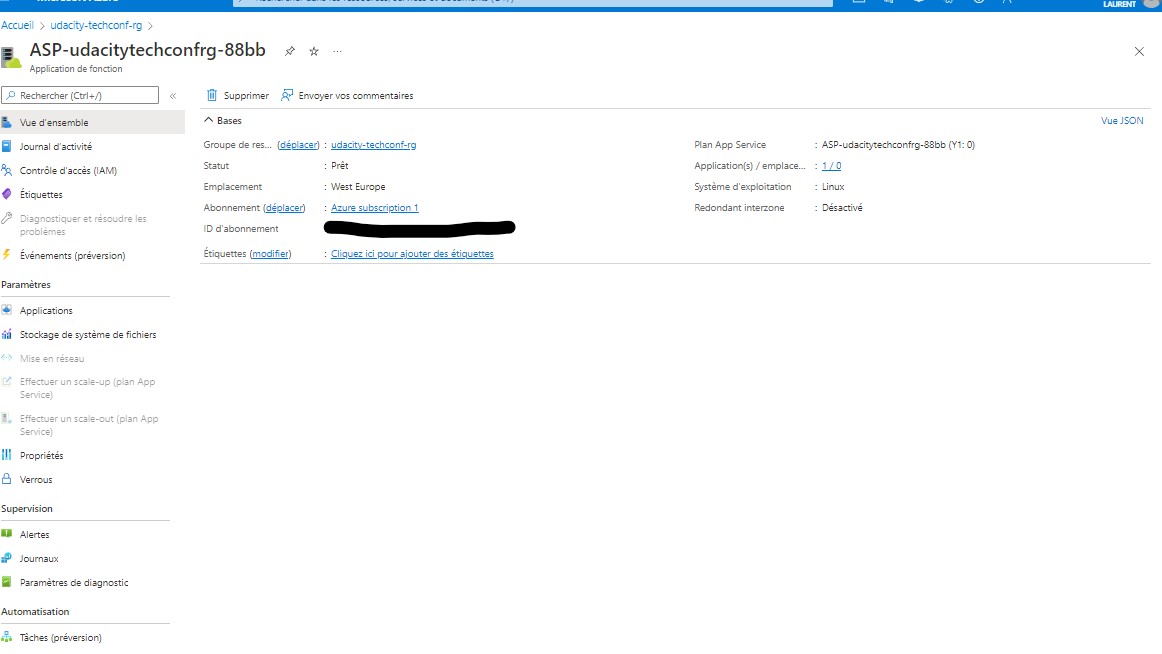 Microsoft Azure
LAURENT
Accueil > udacity-techconf-rg >
ASP-udacitytechconfrg-88bb
Application de fonction
Rechercher (Ctrl+/)
«
Supprimer
Envoyer vos commentaires
Vue d'ensemble
Journal d'activité
Contrôle d'accès (IAM)
Étiquettes
Diagnostiquer et résoudre les
problèmes
Événements (préversion)
Paramètres
Applications
Stockage de système de fichiers
Mise en réseau
Effectuer un scale-up (plan App
Service)
Effectuer un scale-out (plan App
Service)
Propriétés
Verrous
Supervision
Alertes
Journaux
Paramètres de diagnostic
Automatisation
Tâches (préversion)
Bases
Vue JSON
Groupe de res... (déplacer) : udacity-techconf-rg
Statut : Prêt
Emplacement : West Europe
Abonnement (déplacer) : Azure subscription 1
ID d'abonnement
Étiquettes (modifier) : Cliquez ici pour ajouter des étiquettes
Plan App Service : ASP-udacitytechconfrg-88bb (Y1: 0)
Application(s) / emplace... : 1 / 0
Système d'exploitation : Linux
Redondant interzone : Désactivé